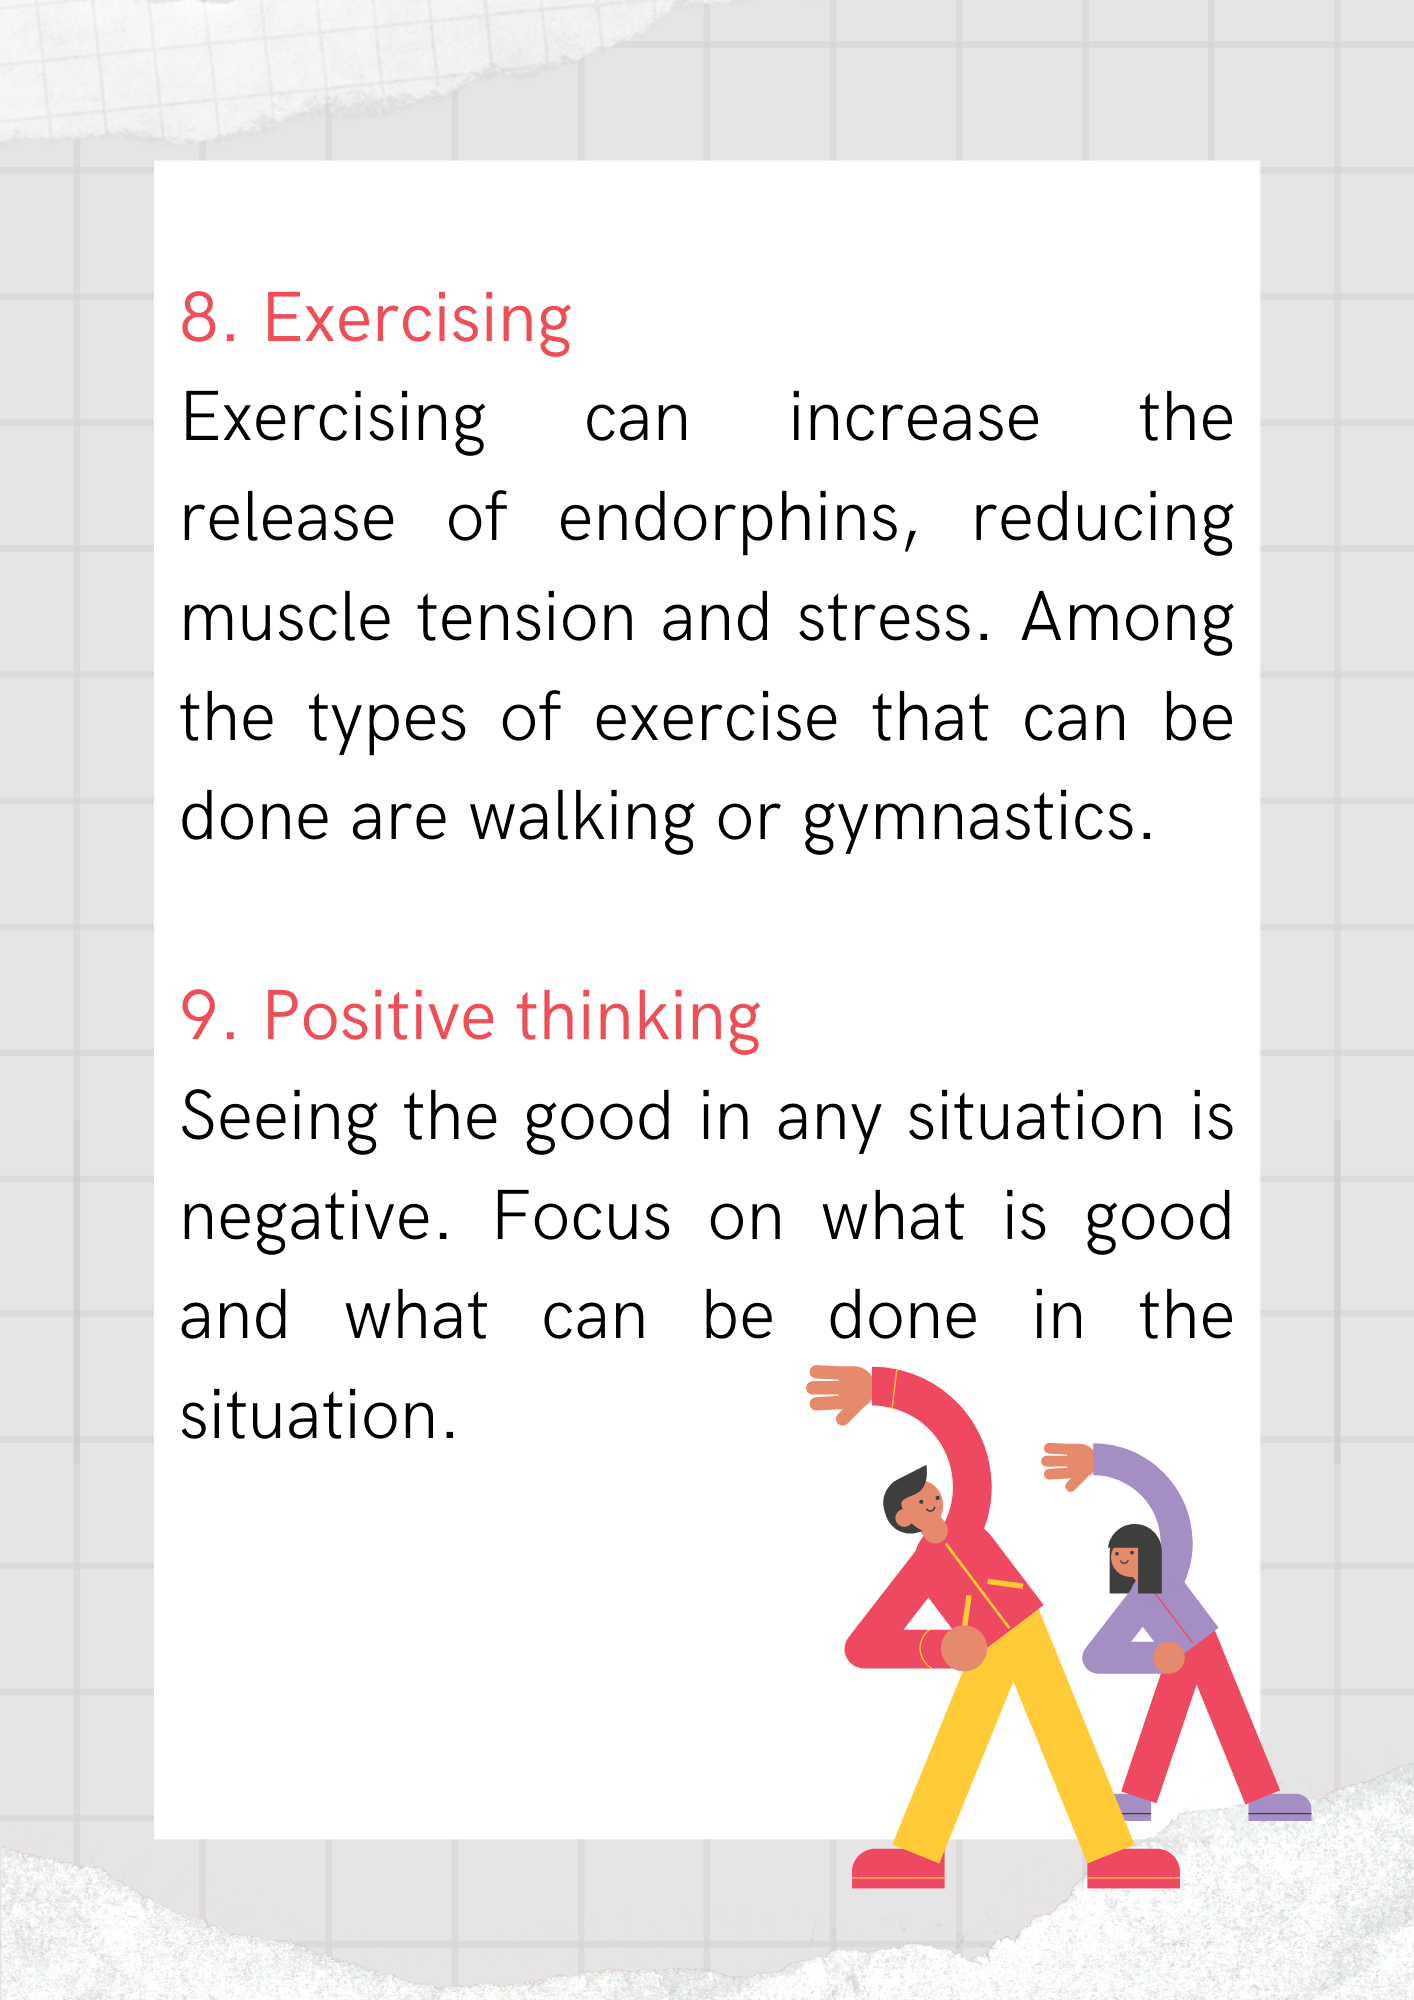 8. Exercising
Exercising can increase the
release of endorphins, reducing
muscle tension and stress. Among
the types of exercise that can be
done are walking or gymnastics.
9. Positive thinking
Seeing the good in any situation is
negative. Focus on what is good
and what can be done in the
situation.